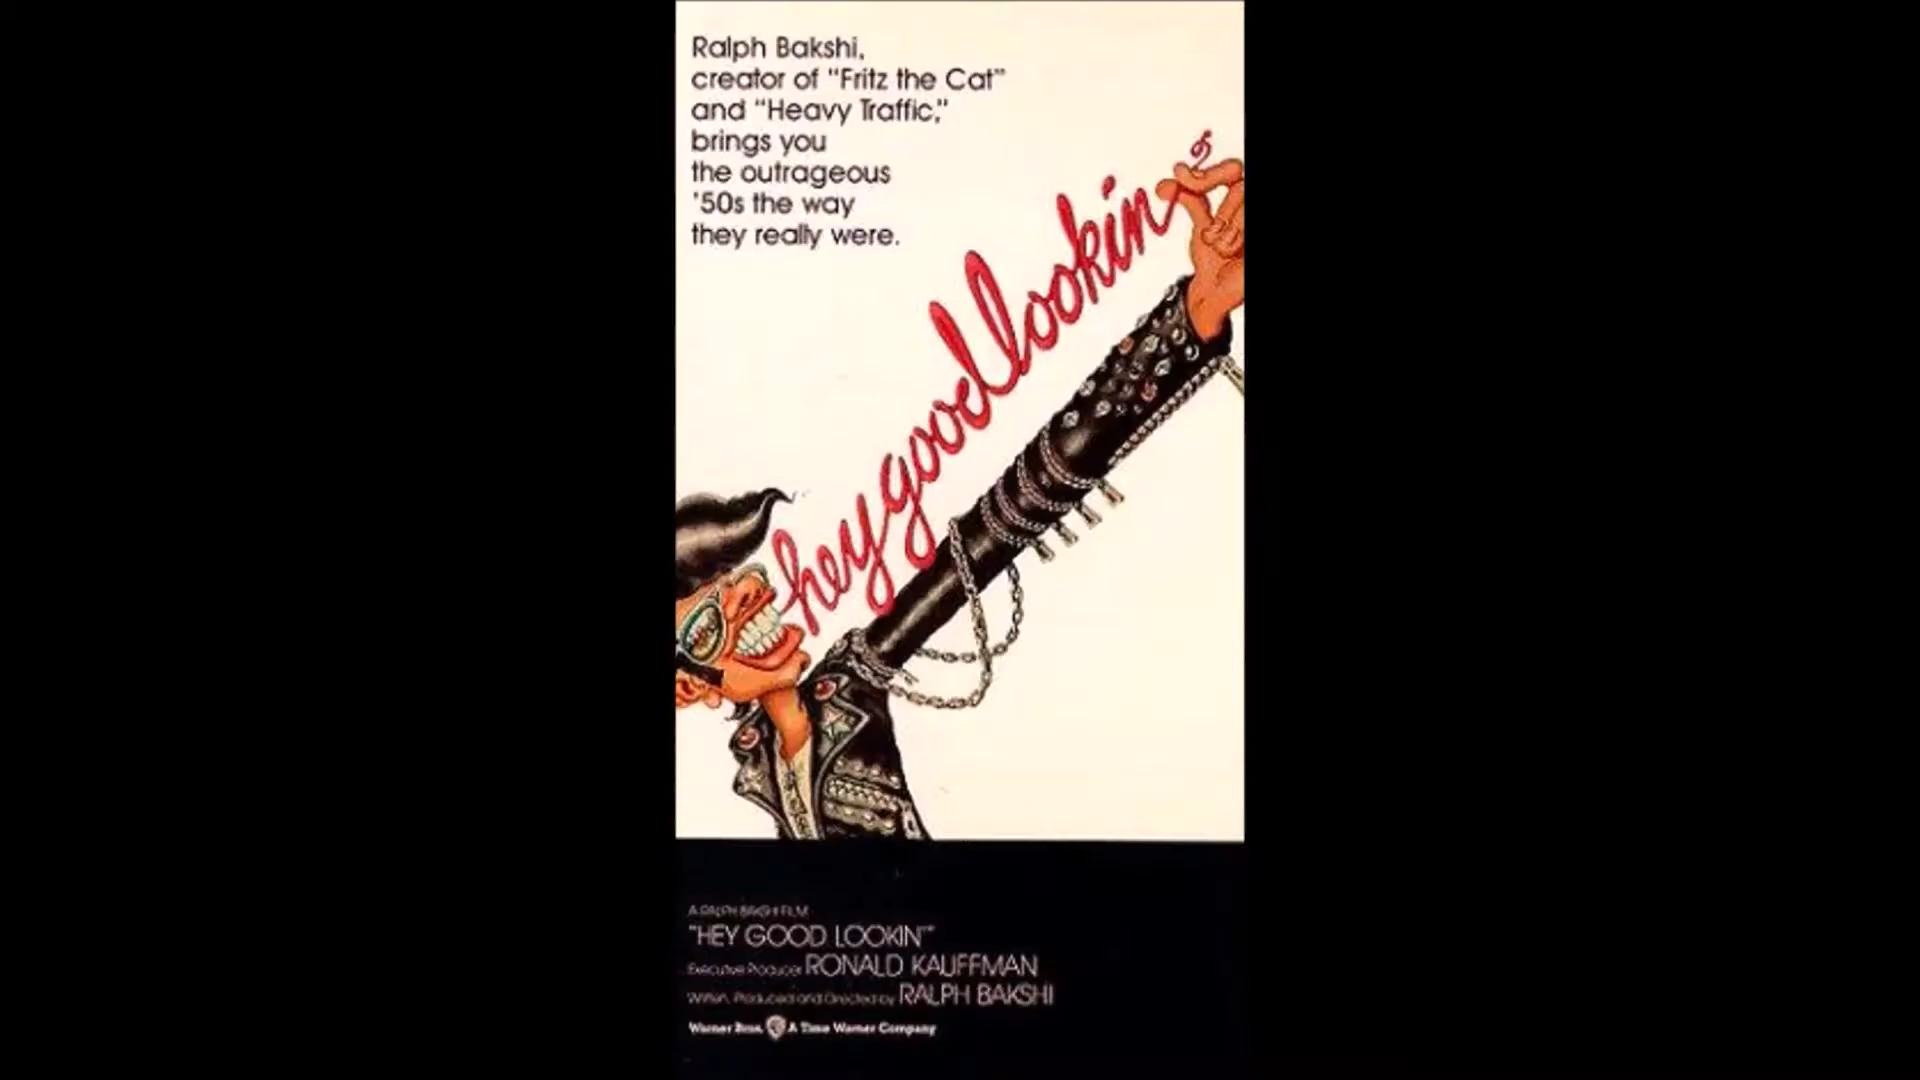 Ralph Bakshi,
creator of "Fritz the Cat"
and "Heavy Traffic,"
brings you
the outrageous
'50s the way
they really were.
hey good lookin'
A RALPH BAKSHI FILM
"HEY GOOD LOOKIN'"
Executive Producer RONALD KAUFFMAN
Written, Produced and Directed by RALPH BAKSHI
Warner Bros. A Time Warner Company